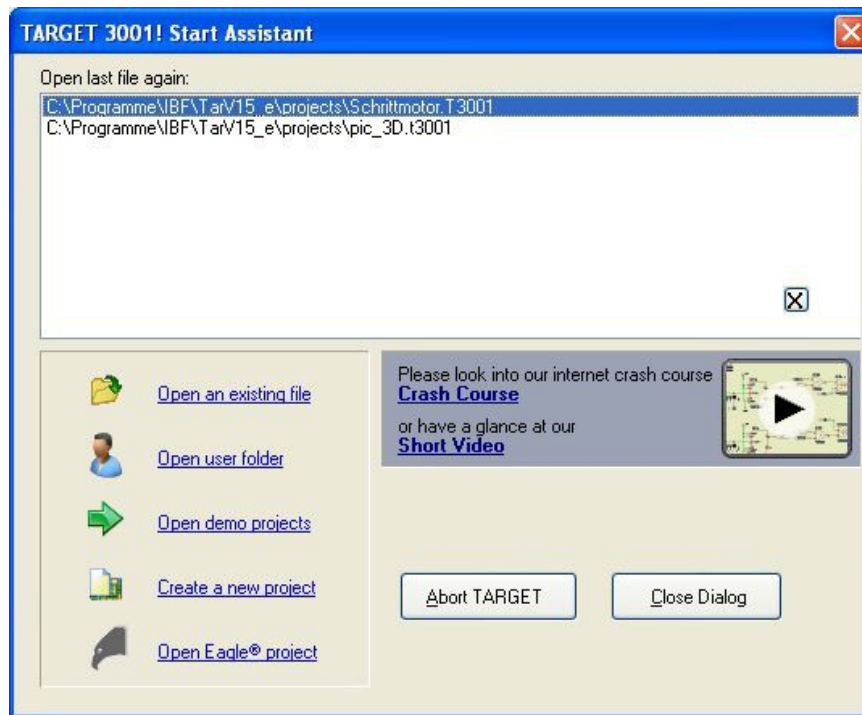 TARGET 3001! Start Assistant
Open last file again:
C:\Programme\IBF\TarV15_e\projects\Schrittmotor.T3001
C:\Programme\IBF\TarV15_e\projects\pic_3D.t3001
Open an existing file
Open user folder
Open demo projects
Create a new project
Open Eagle® project
Please look into our internet crash course
Crash Course
or have a glance at our
Short Video
Abort TARGET
Close Dialog